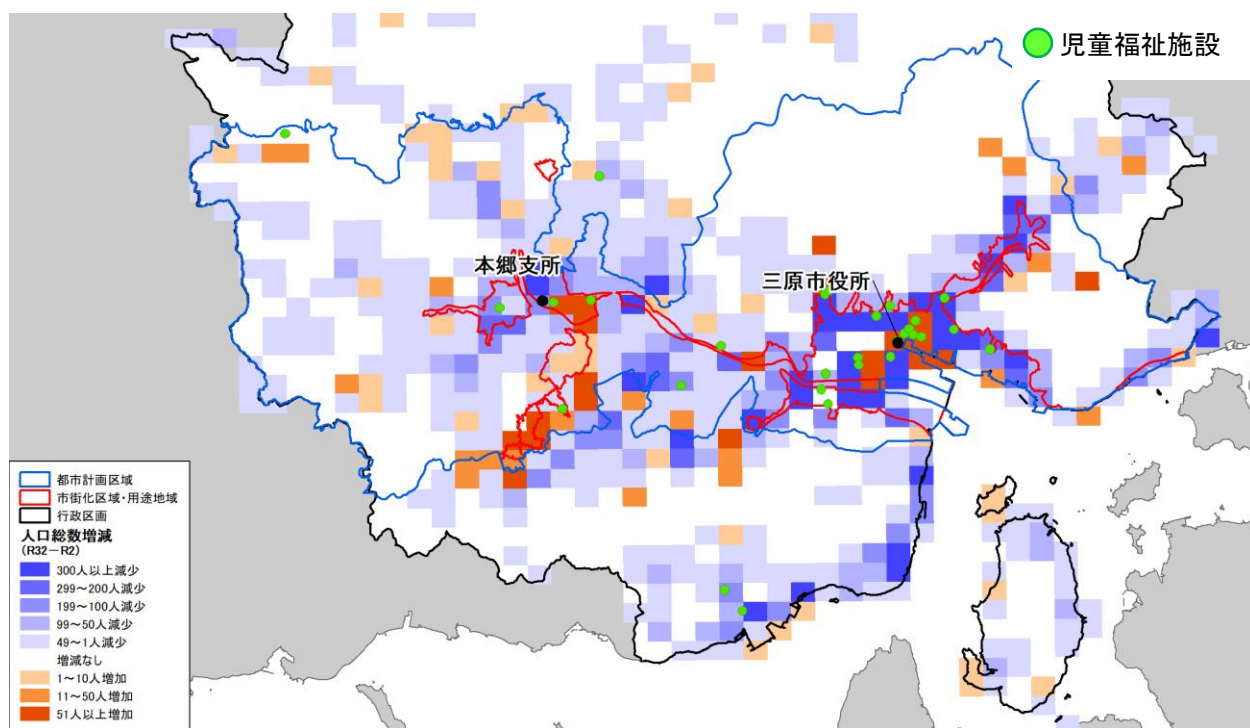 児童福祉施設
本郷支所
三原市役所
都市計画区域
市街化区域・用途地域
行政区画
人口総数増減
(R32－R2)
300人以上減少
299～200人減少
199～100人減少
99～50人減少
49～1人減少
増減なし
1～10人増加
11～50人増加
51人以上増加